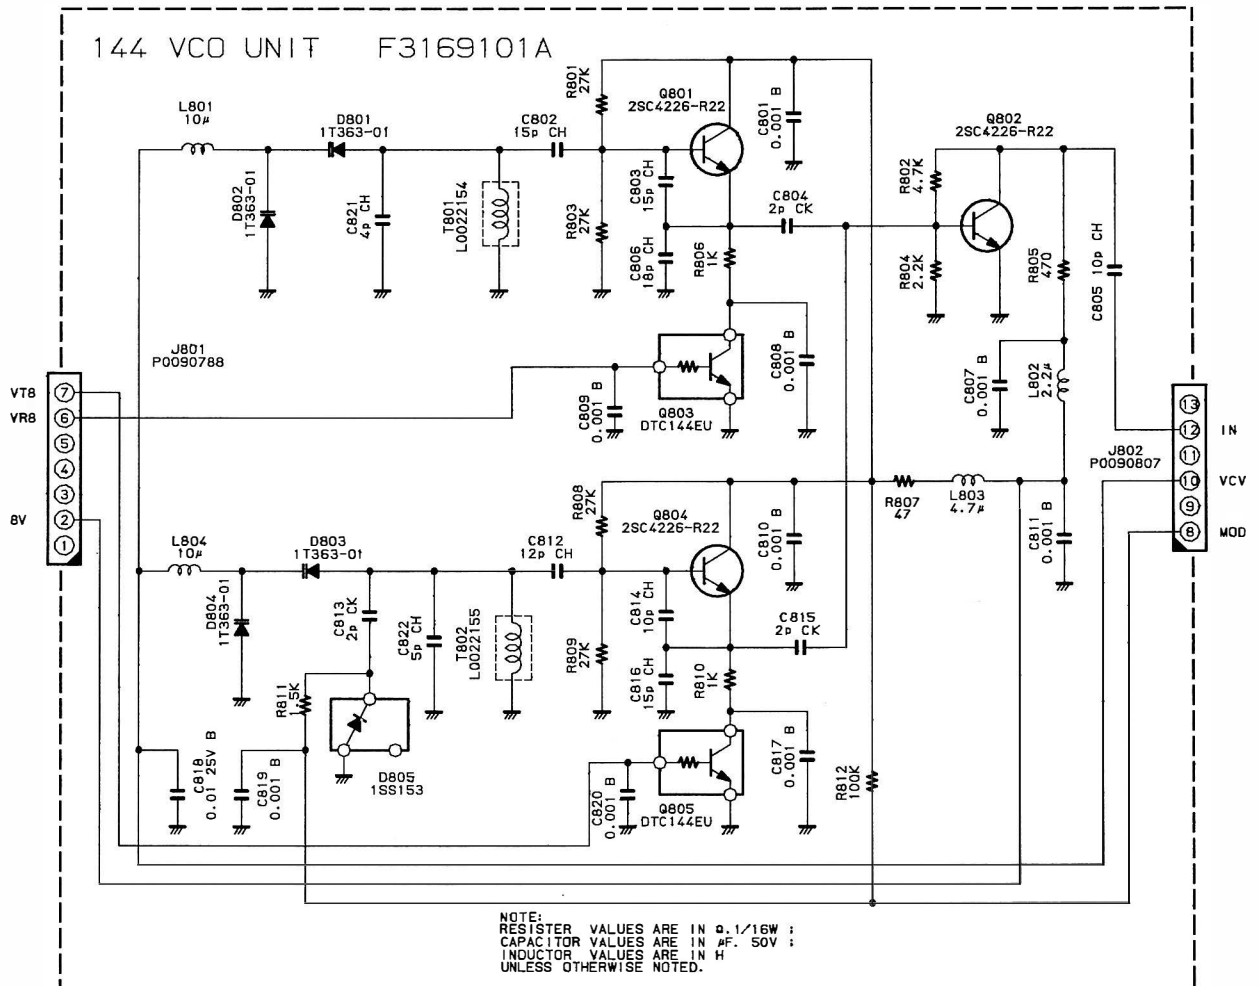 144 VCO UNIT F3169101A
L801
10μ
D801
1T363-01
D802
1T363-01
C821
4p CH
T801
L0022154
C802
15p CH
R801
27K
R803
27K
Q801
2SC4226-R22
C803
15p CH
C806
18p CH
R806
1K
C801
0.001 B
C804
2p CK
Q802
2SC4226-R22
R802
4.7K
R804
2.2K
R805
470
C805 10p CH
J801
P0090788
C809
0.001 B
Q803
DTC144EU
C808
0.001 B
C807
0.001 B
L802
2.2μ
VT8
VR8
8V
7
6
5
4
3
2
1
13
12
11
10
9
8
IN
VCV
MOD
J802
P0090807
L804
10μ
D803
1T363-01
D804
1T363-01
C813
2p CK
C822
5p CH
T802
L0022155
C812
12p CH
R808
27K
R809
27K
Q804
2SC4226-R22
C814
10p CH
C816
15p CH
R810
1K
C810
0.001 B
C815
2p CK
R807
47
L803
4.7μ
C811
0.001 B
R811
1.5K
C818
0.01 25V B
C819
0.001 B
D805
1SS153
C820
0.001 B
Q805
DTC144EU
C817
0.001 B
R812
100K
NOTE:
RESISTER VALUES ARE IN Ω.1/16W ;
CAPACITOR VALUES ARE IN μF. 50V ;
INDUCTOR VALUES ARE IN H
UNLESS OTHERWISE NOTED.